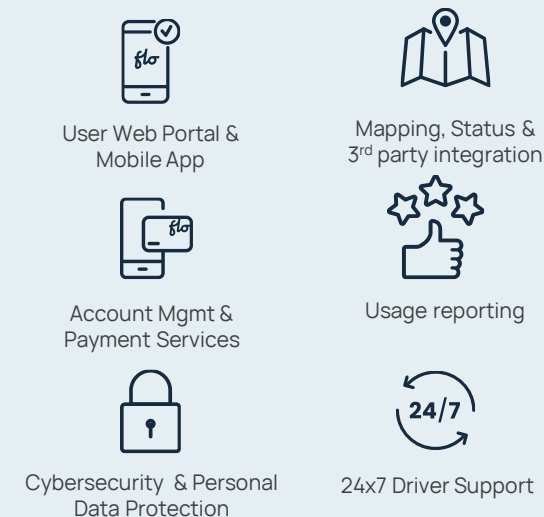 flo
User Web Portal &
Mobile App
Mapping, Status &
3rd party integration
flo
Account Mgmt &
Payment Services
Usage reporting
24/7
Cybersecurity & Personal
Data Protection
24x7 Driver Support